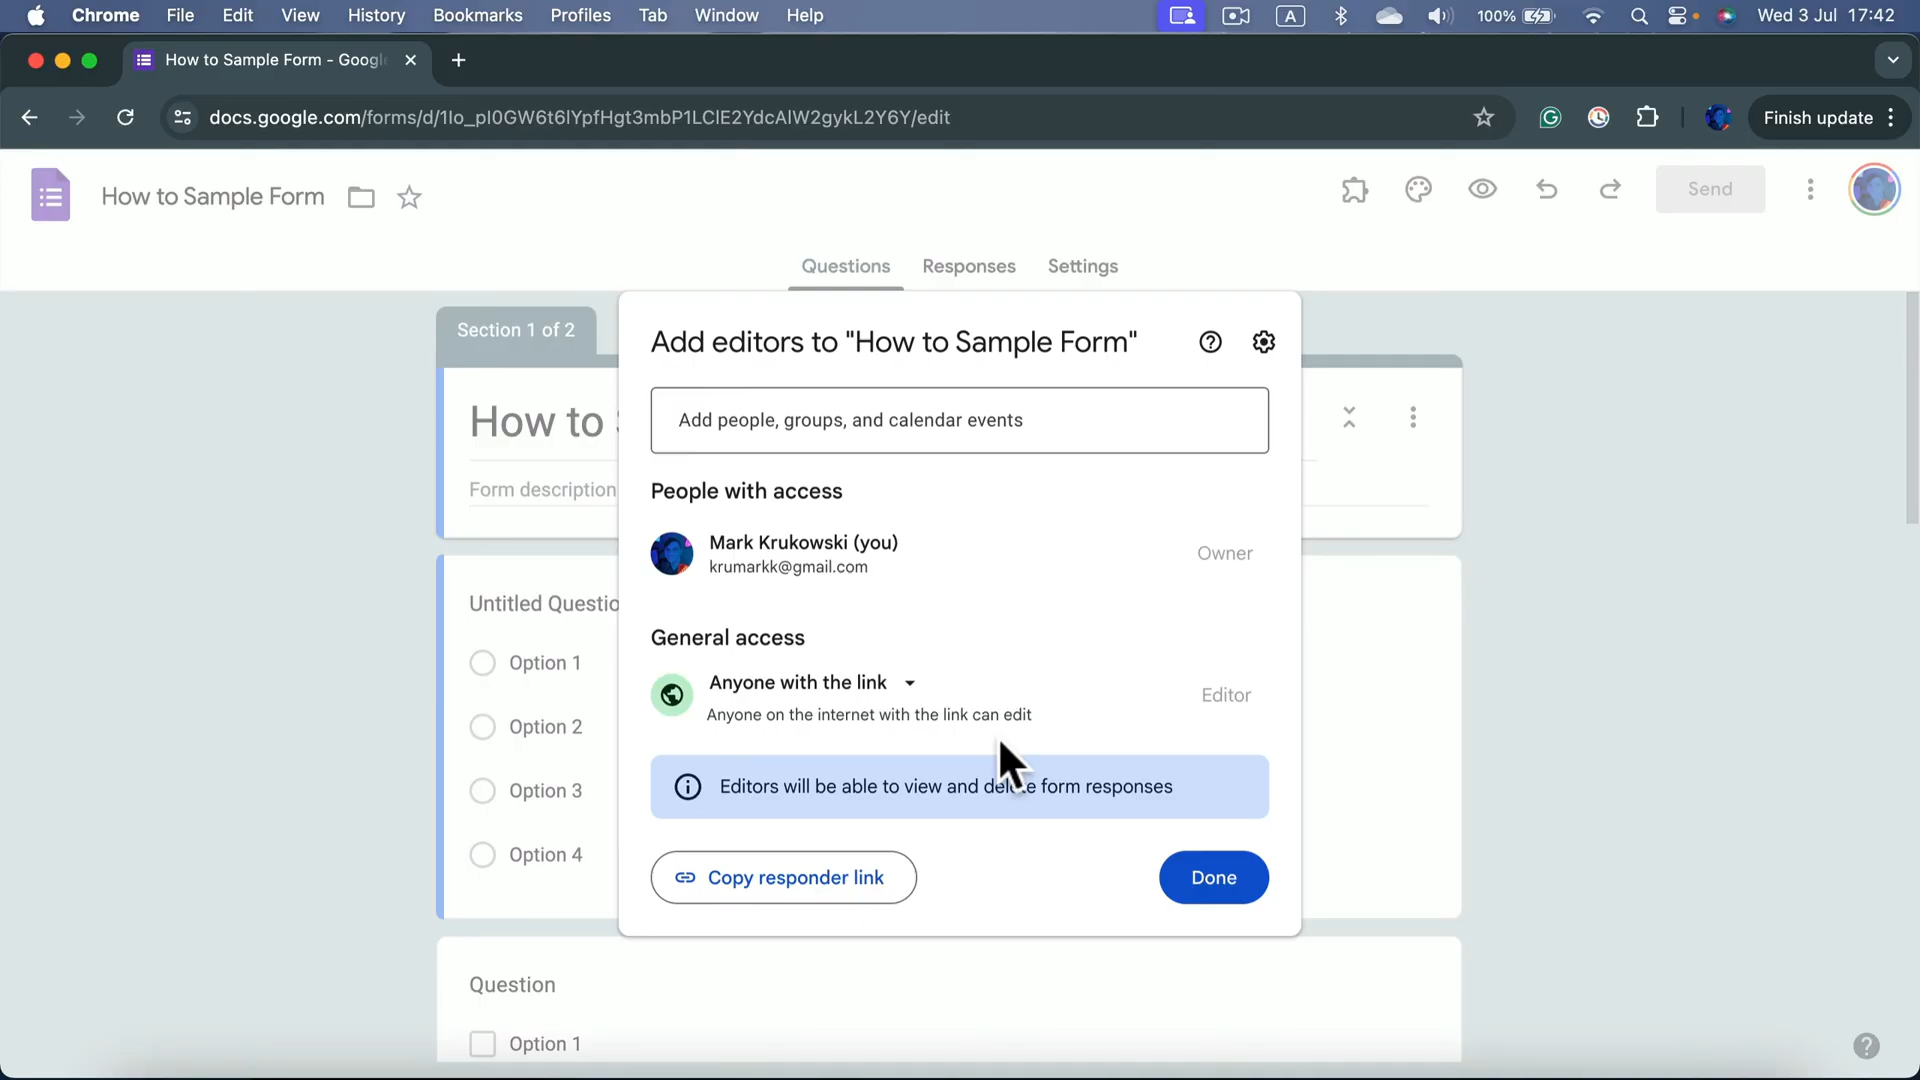 Chrome File Edit View History Bookmarks Profiles Tab Window Help A 100% Wed 3 Jul 17:42
How to Sample Form - Googl
docs.google.com/forms/d/1Io_pI0GW6t6lYpfHgt3mbP1LClE2YdcAlW2gykL2Y6Y/edit Finish update
How to Sample Form Send
Questions Responses Settings
Section 1 of 2
Add editors to "How to Sample Form"
How to
Add people, groups, and calendar events
Form description
People with access
Mark Krukowski (you)
krumarkk@gmail.com
Owner
Untitled Questio
General access
Option 1
Anyone with the link
Editor
Anyone on the internet with the link can edit
Option 2
Editors will be able to view and delete form responses
Option 3
Option 4
Copy responder link Done
Question
Option 1